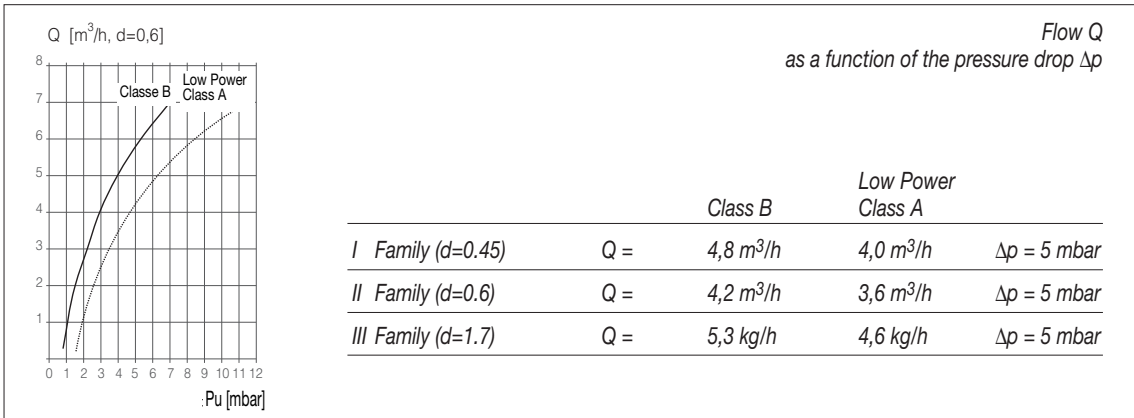 Q [m³/h, d=0,6]
8
7
6
5
4
3
2
1
Classe B
Low Power
Class A
0 1 2 3 4 5 6 7 8 9 10 11 12
:Pu [mbar]
Flow Q
as a function of the pressure drop Δp
Low Power
Class B Class A
I Family (d=0.45) Q = 4,8 m³/h 4,0 m³/h Δp = 5 mbar
II Family (d=0.6) Q = 4,2 m³/h 3,6 m³/h Δp = 5 mbar
III Family (d=1.7) Q = 5,3 kg/h 4,6 kg/h Δp = 5 mbar